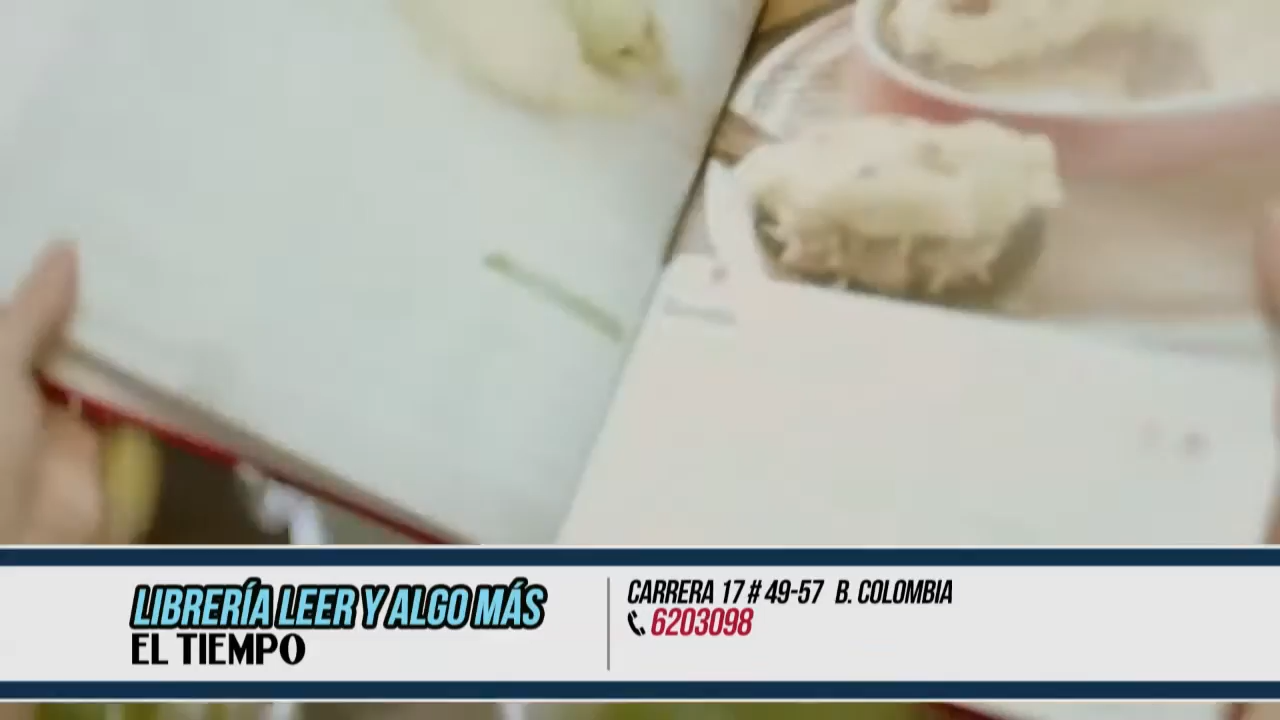 LIBRERÍA LEER Y ALGO MÁS
EL TIEMPO
CARRERA 17 # 49-57 B. COLOMBIA
6203098